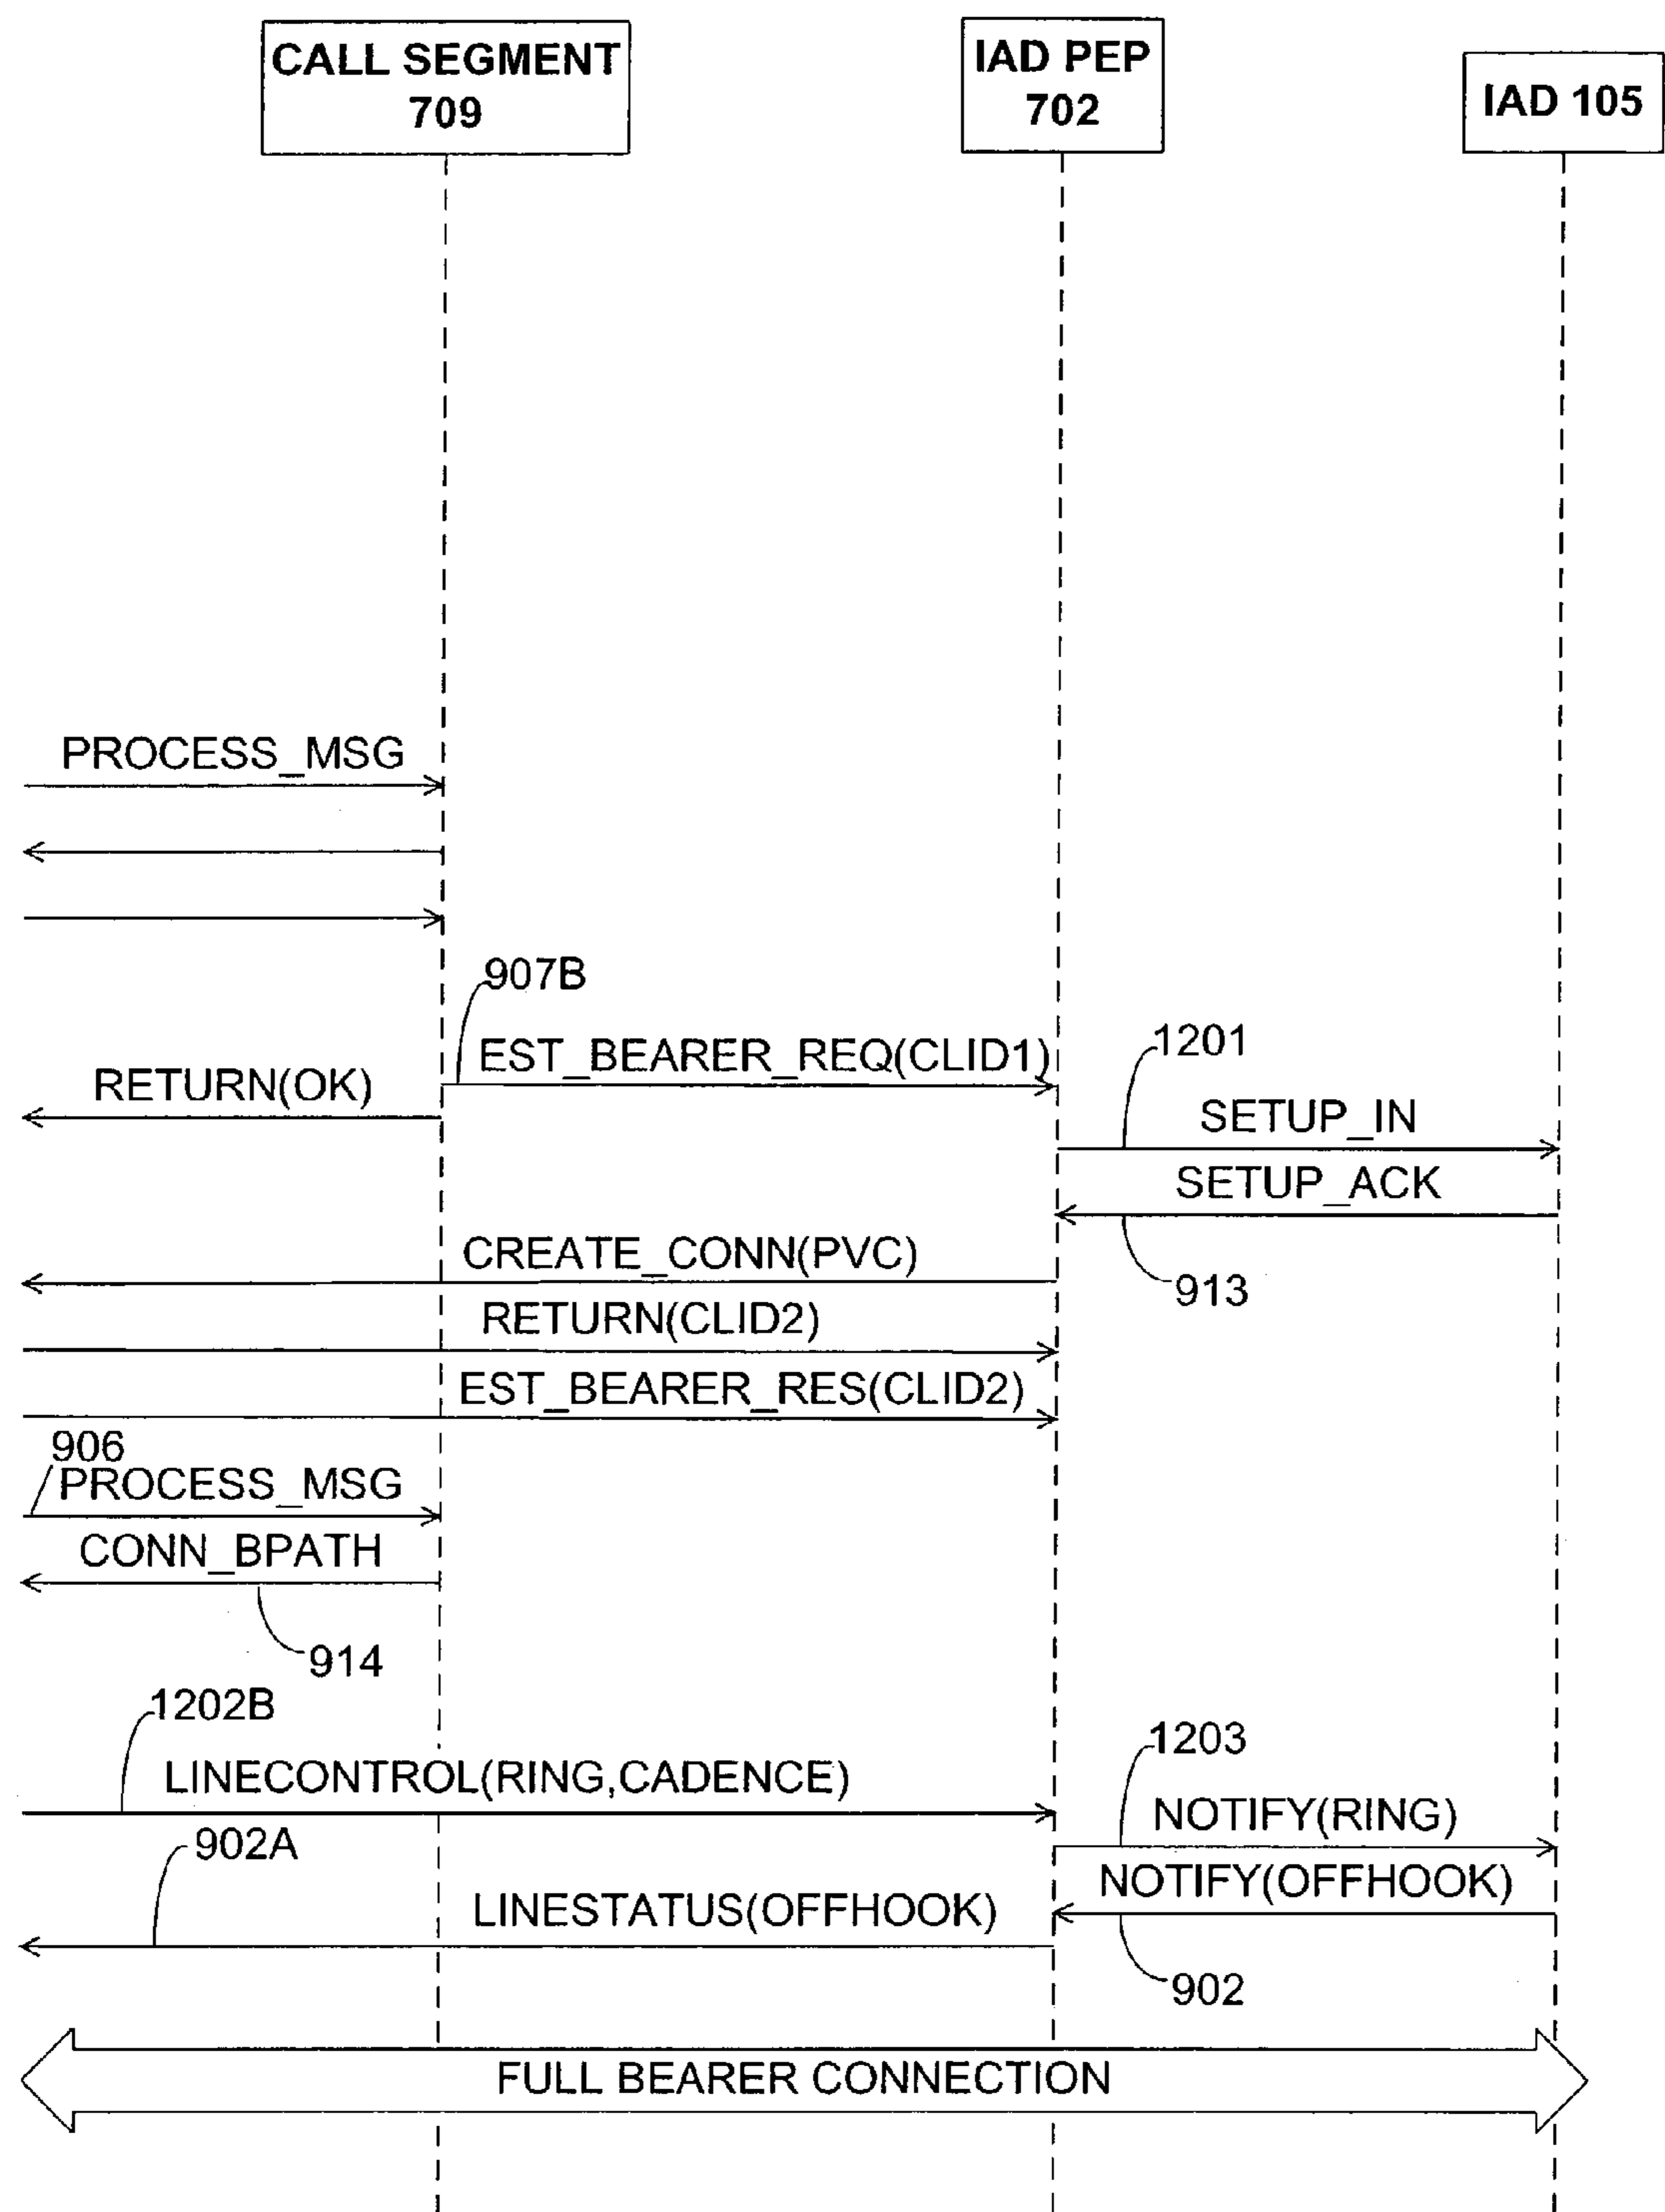 CALL SEGMENT
709
IAD PEP
702
IAD 105
PROCESS_MSG
907B
EST_BEARER_REQ(CLID1)
1201
RETURN(OK)
SETUP_IN
SETUP_ACK
CREATE_CONN(PVC)
913
RETURN(CLID2)
EST_BEARER_RES(CLID2)
906
PROCESS_MSG
CONN_BPATH
914
1202B
1203
LINECONTROL(RING,CADENCE)
NOTIFY(RING)
902A
NOTIFY(OFFHOOK)
LINESTATUS(OFFHOOK)
902
FULL BEARER CONNECTION